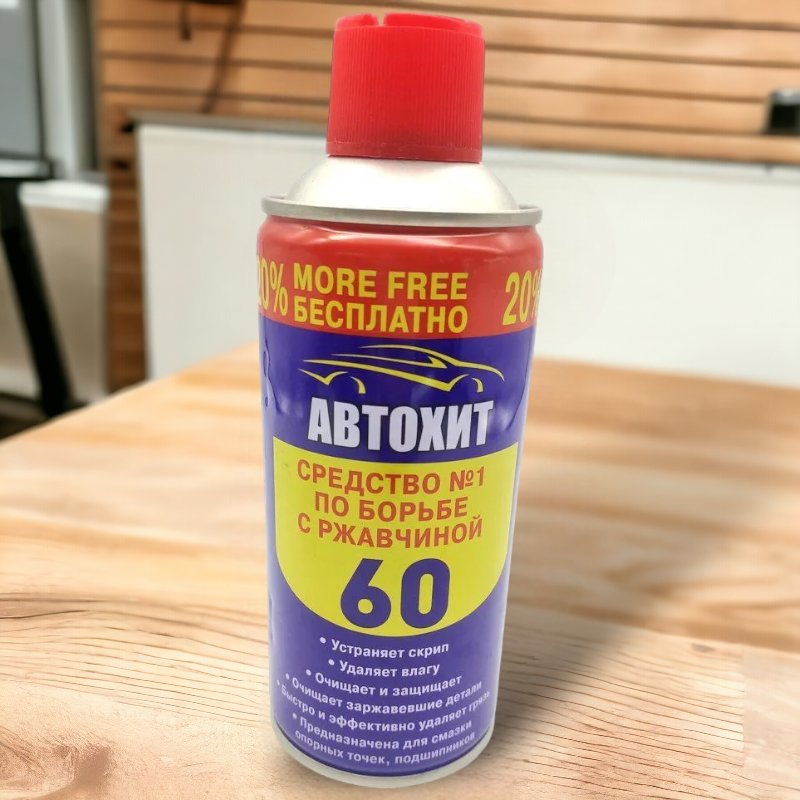 20% MORE FREE 20%
БЕСПЛАТНО
АВТОХИТ
СРЕДСТВО №1
ПО БОРЬБЕ
С РЖАВЧИНОЙ
60
• Устраняет скрип
• Удаляет влагу
• Очищает и защищает
• Очищает заржавевшие детали
• Быстро и эффективно удаляет грязь
• Предназначена для смазки
опорных точек, подшипников